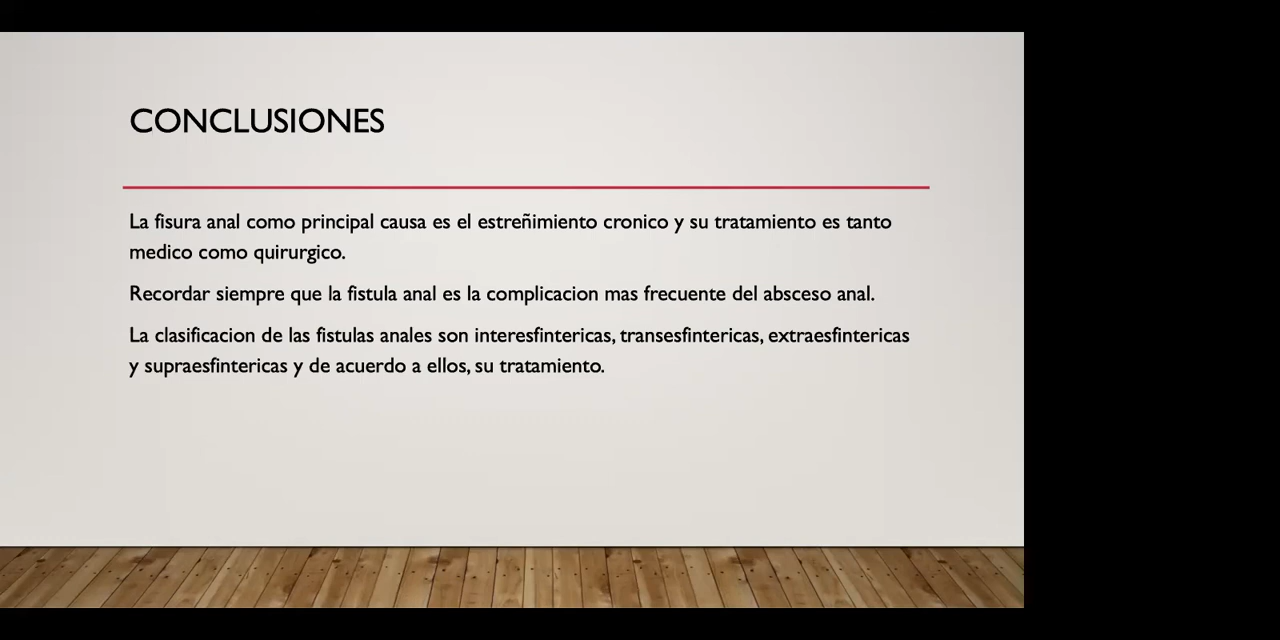 CONCLUSIONES
La fisura anal como principal causa es el estreñimiento cronico y su tratamiento es tanto
medico como quirurgico.
Recordar siempre que la fistula anal es la complicacion mas frecuente del absceso anal.
La clasificacion de las fistulas anales son interesfintericas, transesfintericas, extraesfintericas
y supraesfintericas y de acuerdo a ellos, su tratamiento.